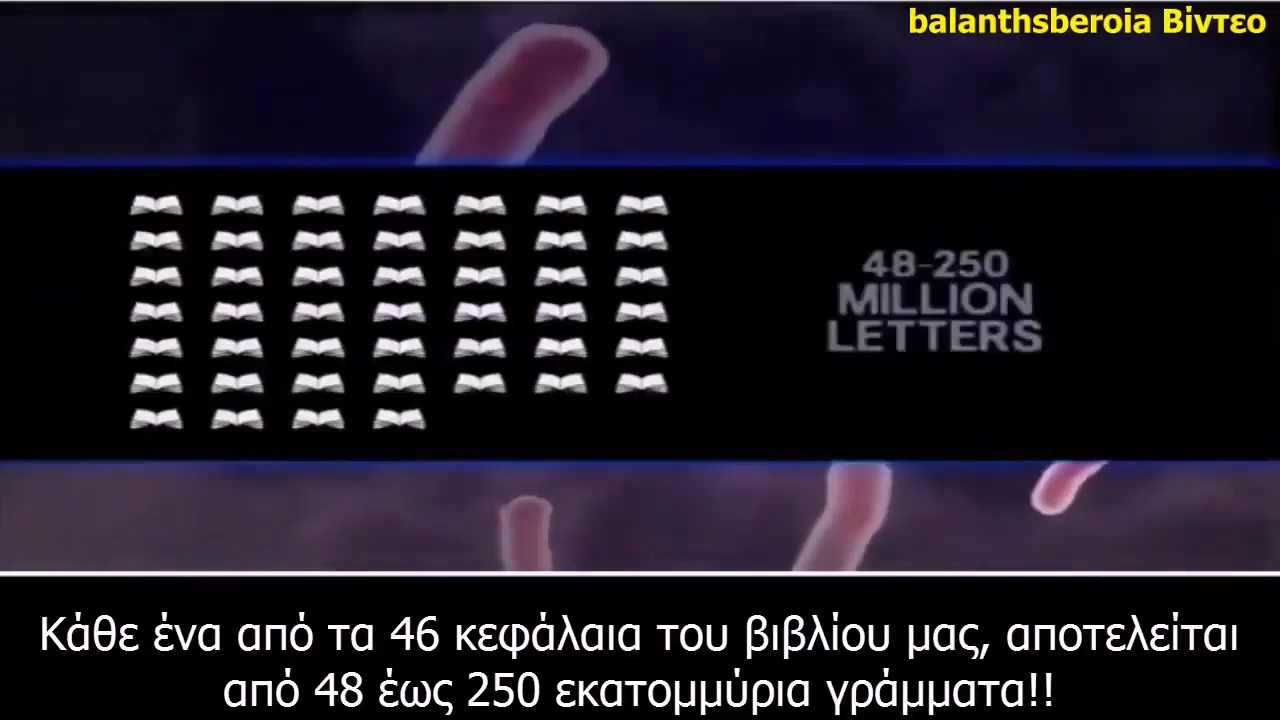 balanthsberoia Βίντεο
48-250
MILLION
LETTERS
Κάθε ένα από τα 46 κεφάλαια του βιβλίου μας, αποτελείται
από 48 έως 250 εκατομμύρια γράμματα!!